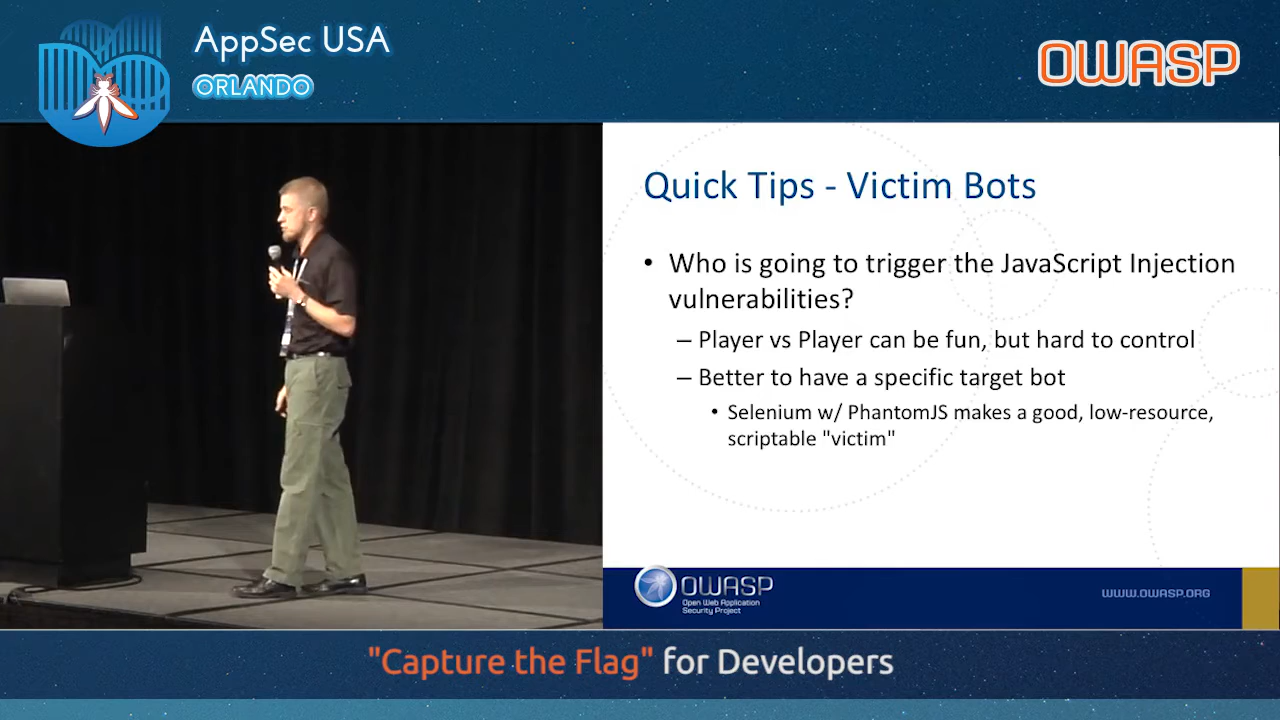 AppSec USA
ORLANDO
OWASP
Quick Tips - Victim Bots
• Who is going to trigger the JavaScript Injection
vulnerabilities?
– Player vs Player can be fun, but hard to control
– Better to have a specific target bot
• Selenium w/ PhantomJS makes a good, low-resource,
scriptable "victim"
OWASP
Open Web Application
Security Project
WWW.OWASP.ORG
"Capture the Flag" for Developers